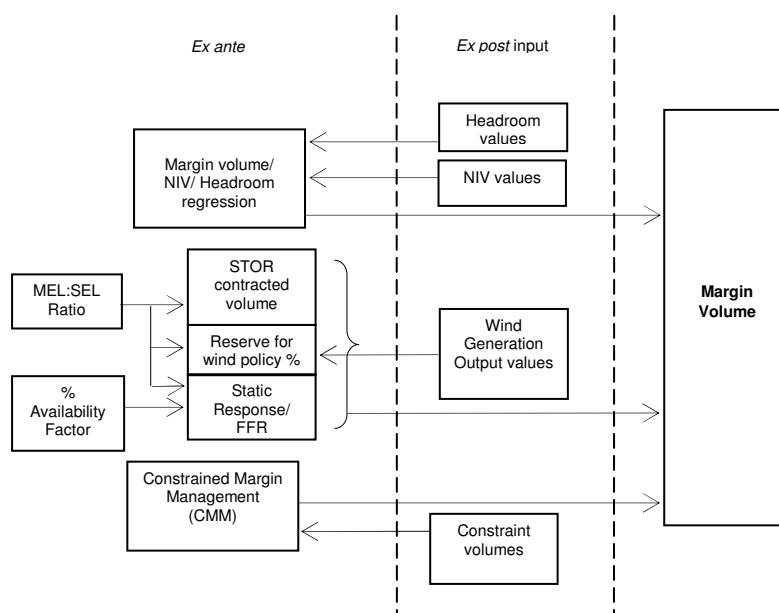 Ex ante
Ex post input
Headroom
values
Margin volume/
NIV/ Headroom
regression
NIV values
MEL:SEL
Ratio
STOR
contracted
volume
Reserve for
wind policy %
Static
Response/
FFR
%
Availability
Factor
Wind
Generation
Output values
Margin
Volume
Constrained Margin
Management
(CMM)
Constraint
volumes